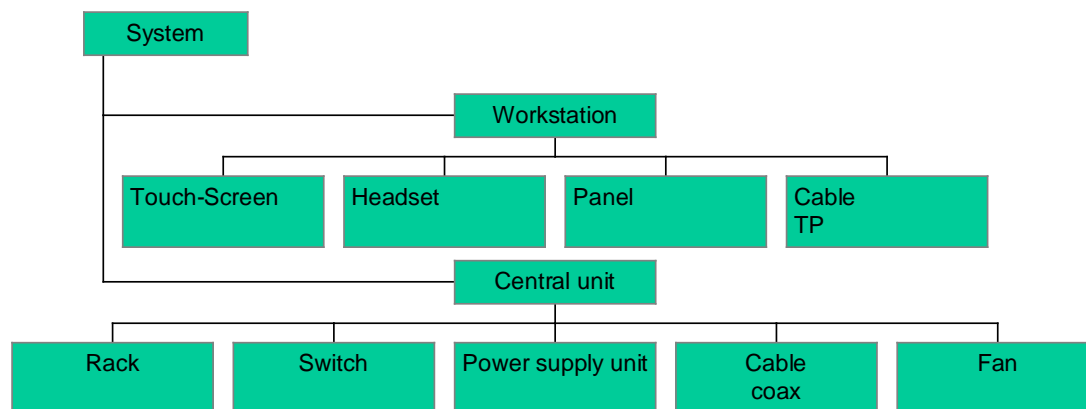 System
Workstation
Touch-Screen
Headset
Panel
Cable
TP
Central unit
Rack
Switch
Power supply unit
Cable
coax
Fan